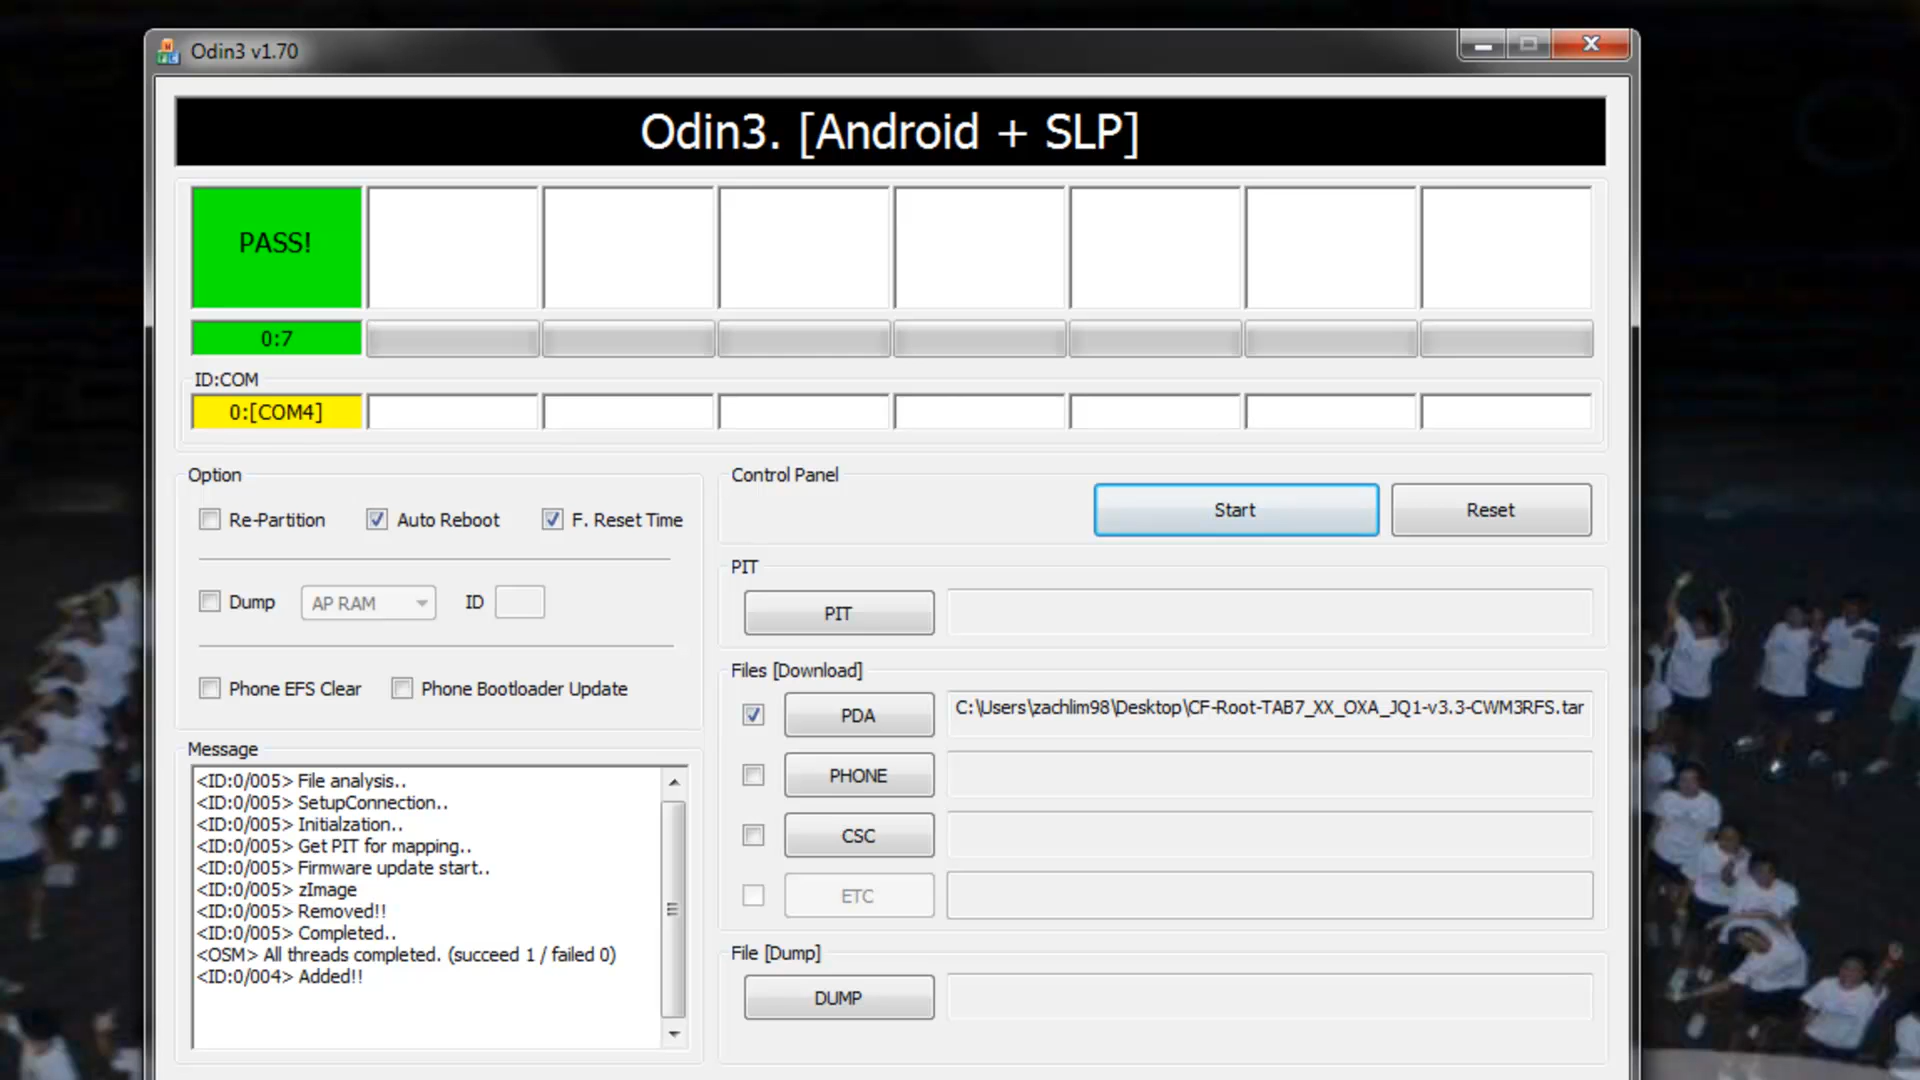 Odin3 v1.70
Odin3. [Android + SLP]
PASS!
0:7
ID:COM
0:[COM4]
Option
Re-Partition
Auto Reboot
F. Reset Time
Dump
AP RAM
ID
Phone EFS Clear
Phone Bootloader Update
Message
<ID:0/005> File analysis..
<ID:0/005> SetupConnection..
<ID:0/005> Initialzation..
<ID:0/005> Get PIT for mapping..
<ID:0/005> Firmware update start..
<ID:0/005> zImage
<ID:0/005> Removed!!
<ID:0/005> Completed..
<OSM> All threads completed. (succeed 1 / failed 0)
<ID:0/004> Added!!
Control Panel
Start
Reset
PIT
PIT
Files [Download]
PDA
C:\Users\zachlim98\Desktop\CF-Root-TAB7_XX_OXA_JQ1-v3.3-CWM3RFS.tar
PHONE
CSC
ETC
File [Dump]
DUMP